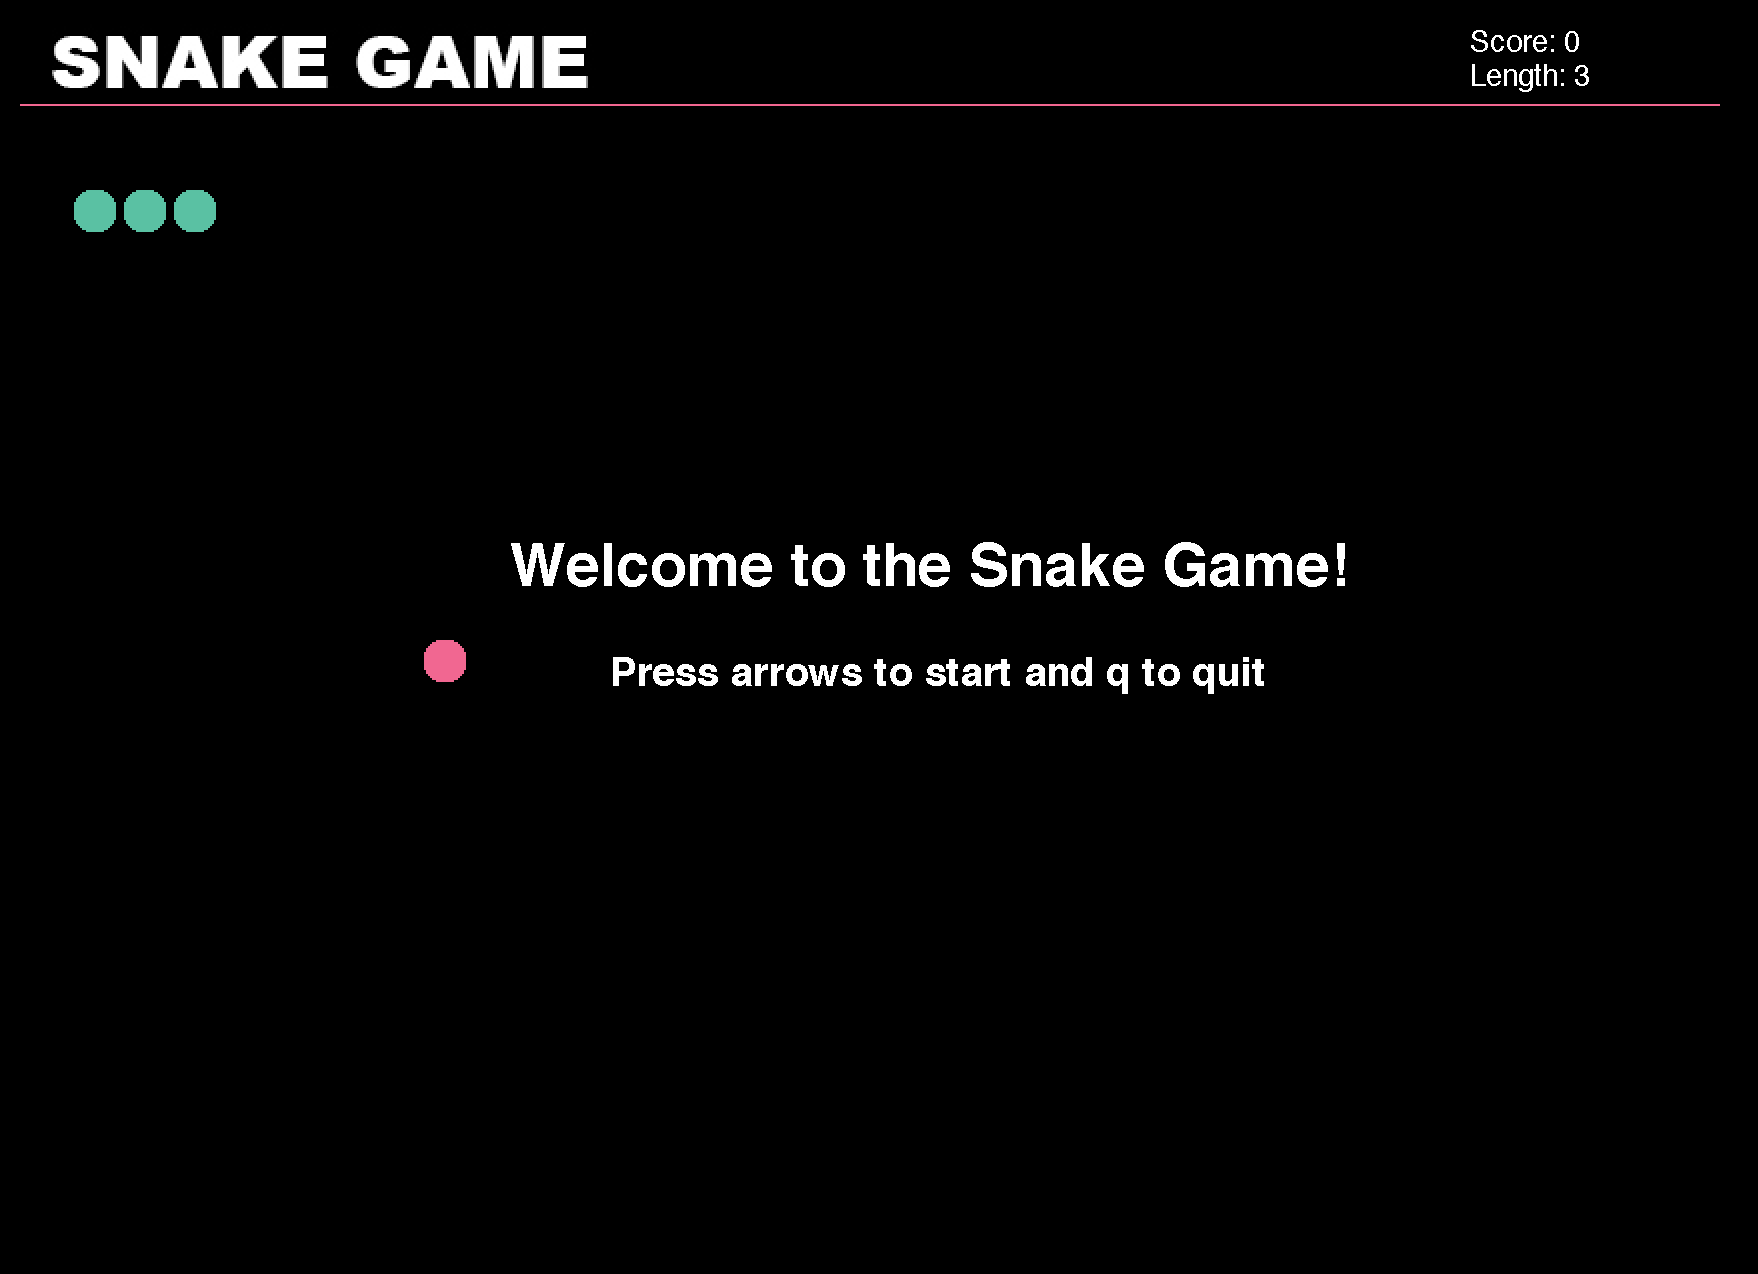 SNAKE GAME
Score: 0
Length: 3
Welcome to the Snake Game!
Press arrows to start and q to quit